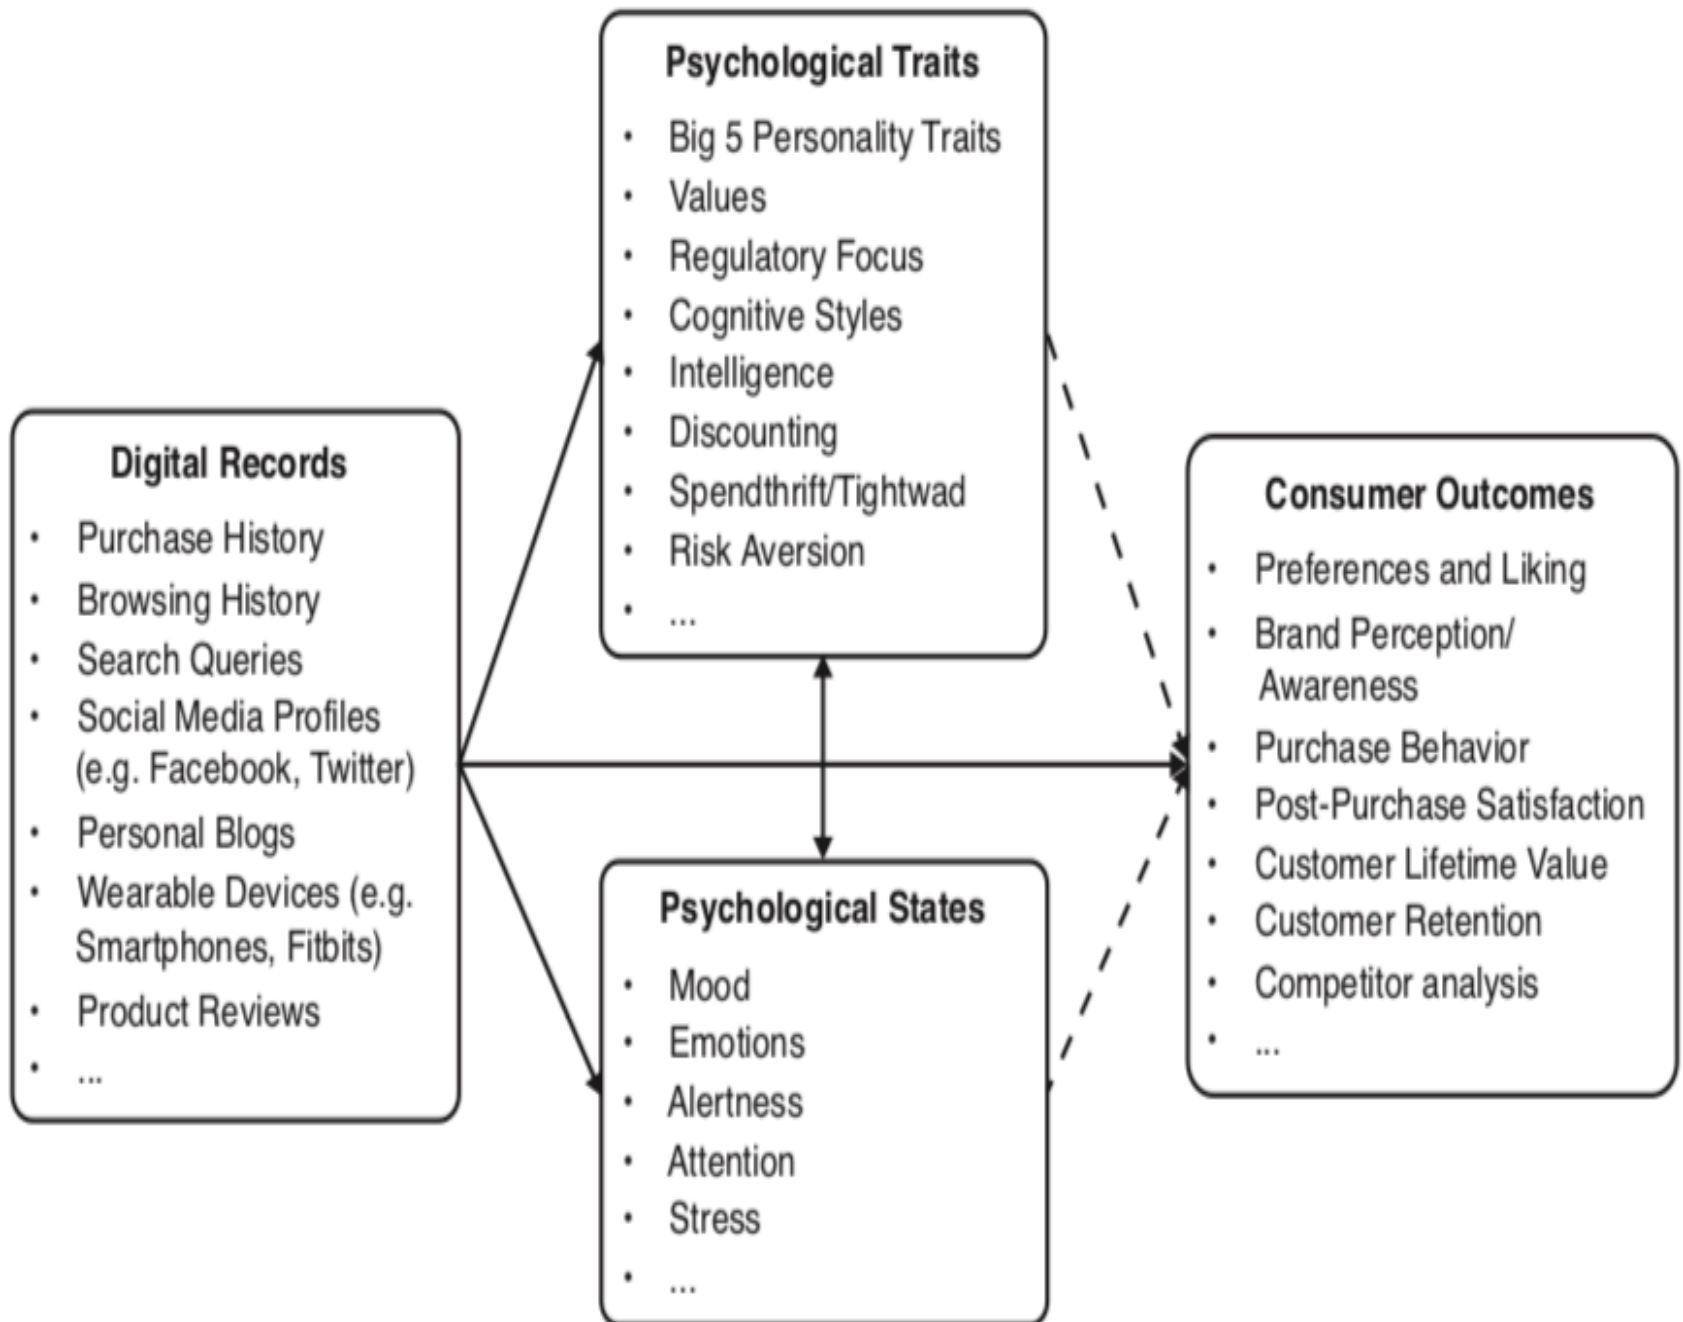 Psychological Traits
• Big 5 Personality Traits
• Values
• Regulatory Focus
• Cognitive Styles
• Intelligence
• Discounting
• Spendthrift/Tightwad
• Risk Aversion
• ...
Digital Records
• Purchase History
• Browsing History
• Search Queries
• Social Media Profiles
(e.g. Facebook, Twitter)
• Personal Blogs
• Wearable Devices (e.g.
Smartphones, Fitbits)
• Product Reviews
• ...
Psychological States
• Mood
• Emotions
• Alertness
• Attention
• Stress
• ...
Consumer Outcomes
• Preferences and Liking
• Brand Perception/
Awareness
• Purchase Behavior
• Post-Purchase Satisfaction
• Customer Lifetime Value
• Customer Retention
• Competitor analysis
• ...